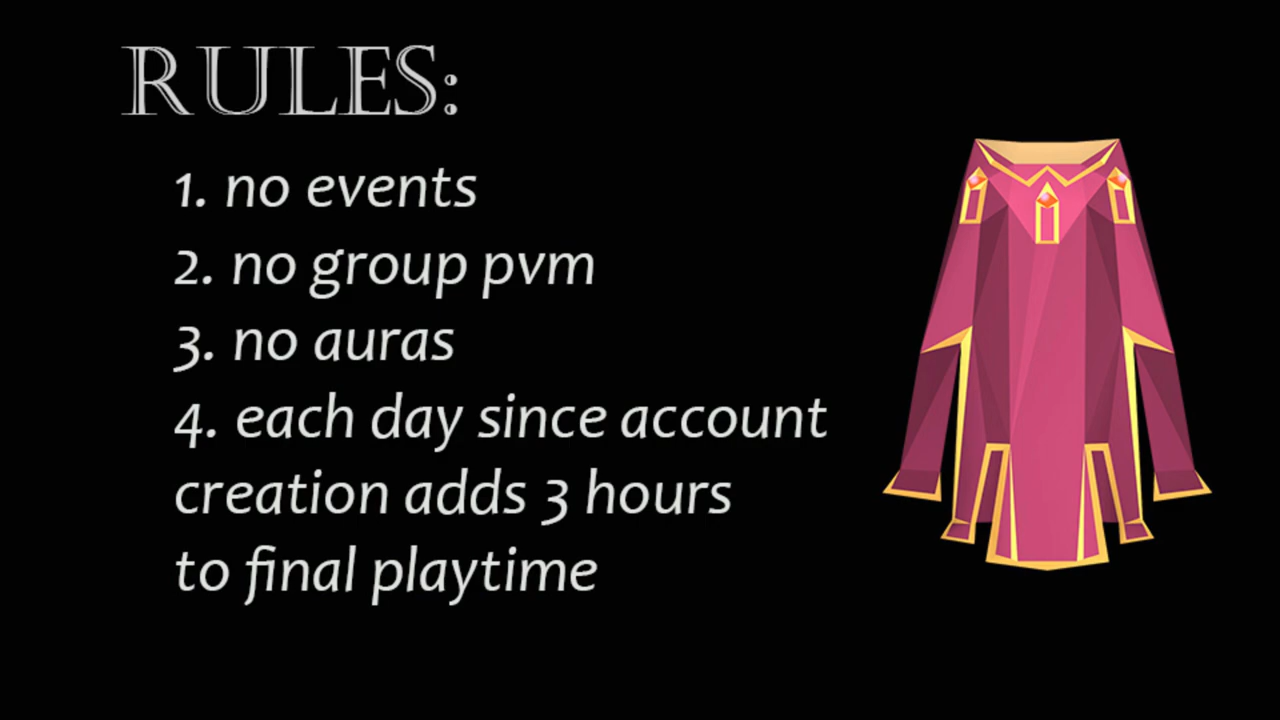 RULES:
1. no events
2. no group pvm
3. no auras
4. each day since account
creation adds 3 hours
to final playtime